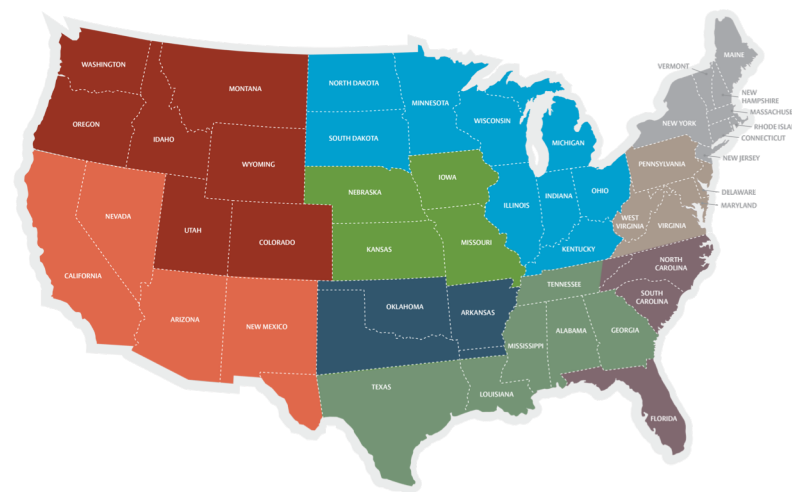 WASHINGTON
MONTANA
NORTH DAKOTA
MINNESOTA
MAINE
VERMONT
NEW
HAMPSHIRE
MASSACHUSE
RHODE ISLA
CONNECTICUT
NEW YORK
OREGON
IDAHO
WYOMING
SOUTH DAKOTA
WISCONSIN
MICHIGAN
NEW JERSEY
PENNSYLVANIA
DELAWARE
MARYLAND
NEVADA
UTAH
COLORADO
NEBRASKA
IOWA
ILLINOIS
INDIANA
OHIO
WEST
VIRGINIA
VIRGINIA
CALIFORNIA
KANSAS
MISSOURI
KENTUCKY
NORTH
CAROLINA
ARIZONA
NEW MEXICO
OKLAHOMA
ARKANSAS
TENNESSEE
SOUTH
CAROLINA
MISSISSIPPI
ALABAMA
GEORGIA
TEXAS
LOUISIANA
FLORIDA